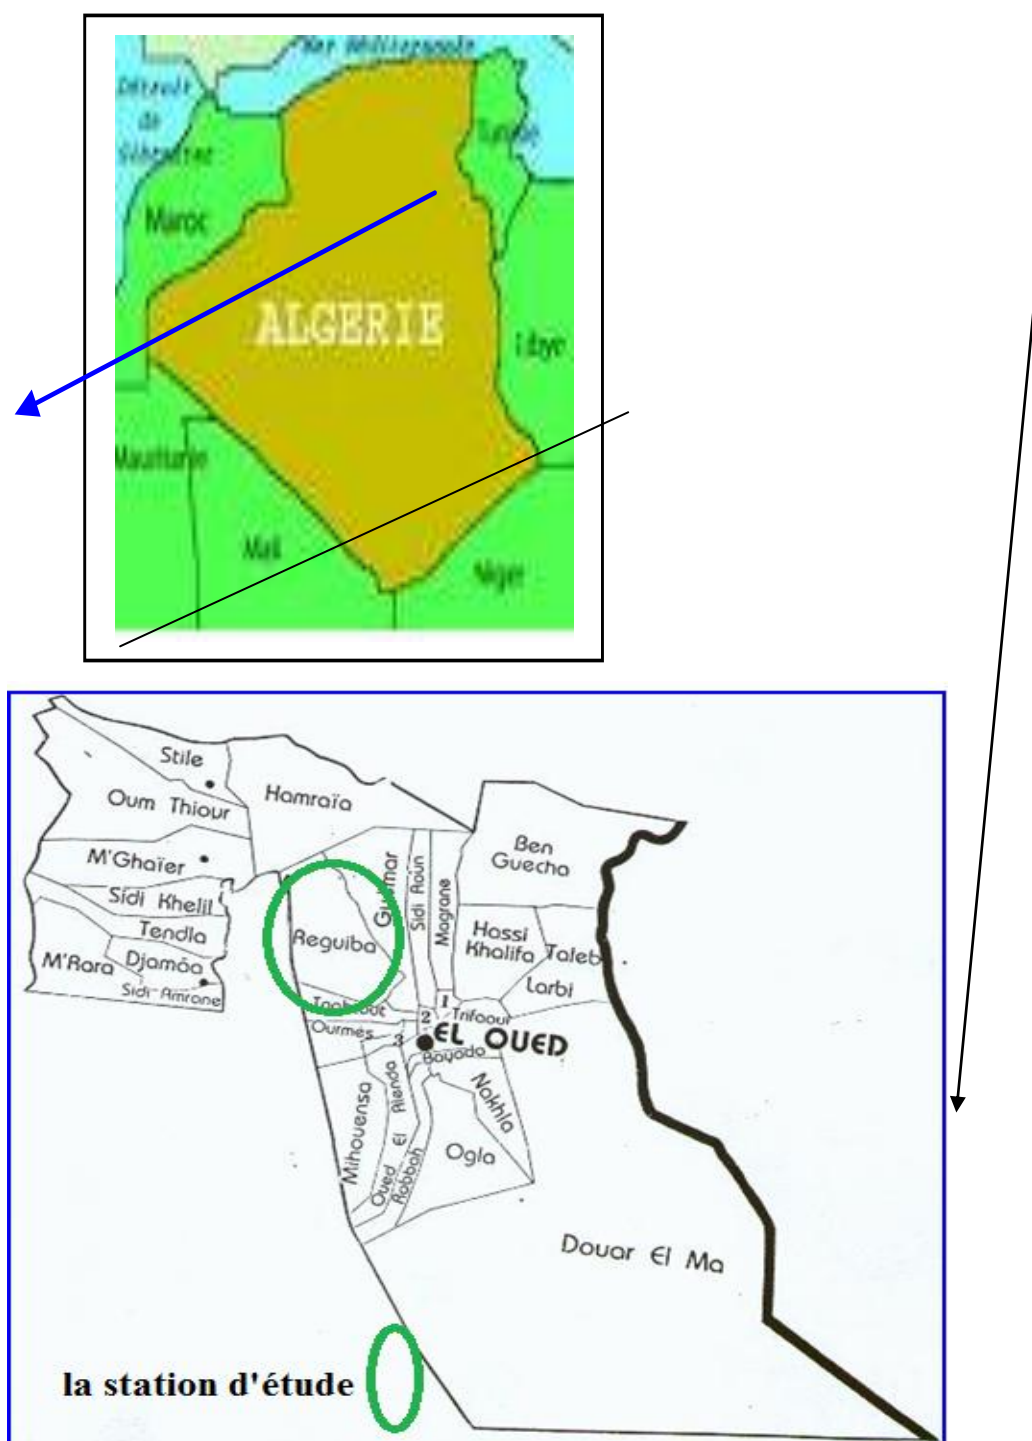 Mer Méditerranée
Détroit
de
Gibraltar
Tunisie
Maroc
ALGERIE
Libye
Mauritanie
Mali
Niger
Stile
Oum Thiour
Hamraïa
M'Ghaïer
Sidi Khelil
Tendla
Djamâa
M'Rara
Sidi Amrane
Reguiba
Sidi Aoun
Magrane
Ben
Guecha
Hassi
Khalifa
Taleb
Larbi
1
2
3
Trifaoui
Ourmes
EL OUED
Bayada
Nakhla
Mihouensa
Oued El Alenda
Robbah
Ogla
Douar El Ma
la station d'étude